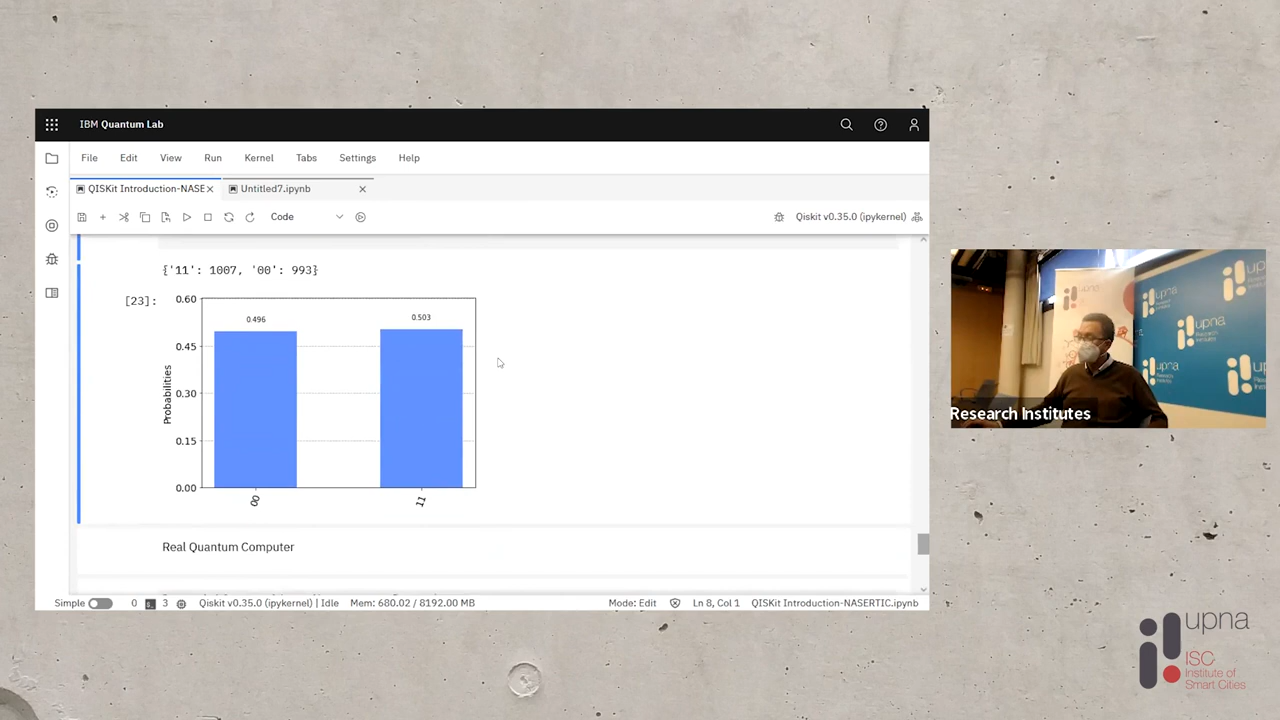 IBM Quantum Lab
File Edit View Run Kernel Tabs Settings Help
QISKit Introduction-NASE
Untitled7.ipynb
Code
Qiskit v0.35.0 (ipykernel)
{'11': 1007, '00': 993}
[23]:
0.60
0.45
0.30
0.15
0.00
Probabilities
0.496
0.503
00
11
Real Quantum Computer
Simple 0 3 Qiskit v0.35.0 (ipykernel) | Idle Mem: 680.02 / 8192.00 MB Mode: Edit Ln 8, Col 1 QISKit Introduction-NASERTIC.ipynb
upna
upna
upna
upna
Research Institutes
upna
ISC
Institute of
Smart Cities